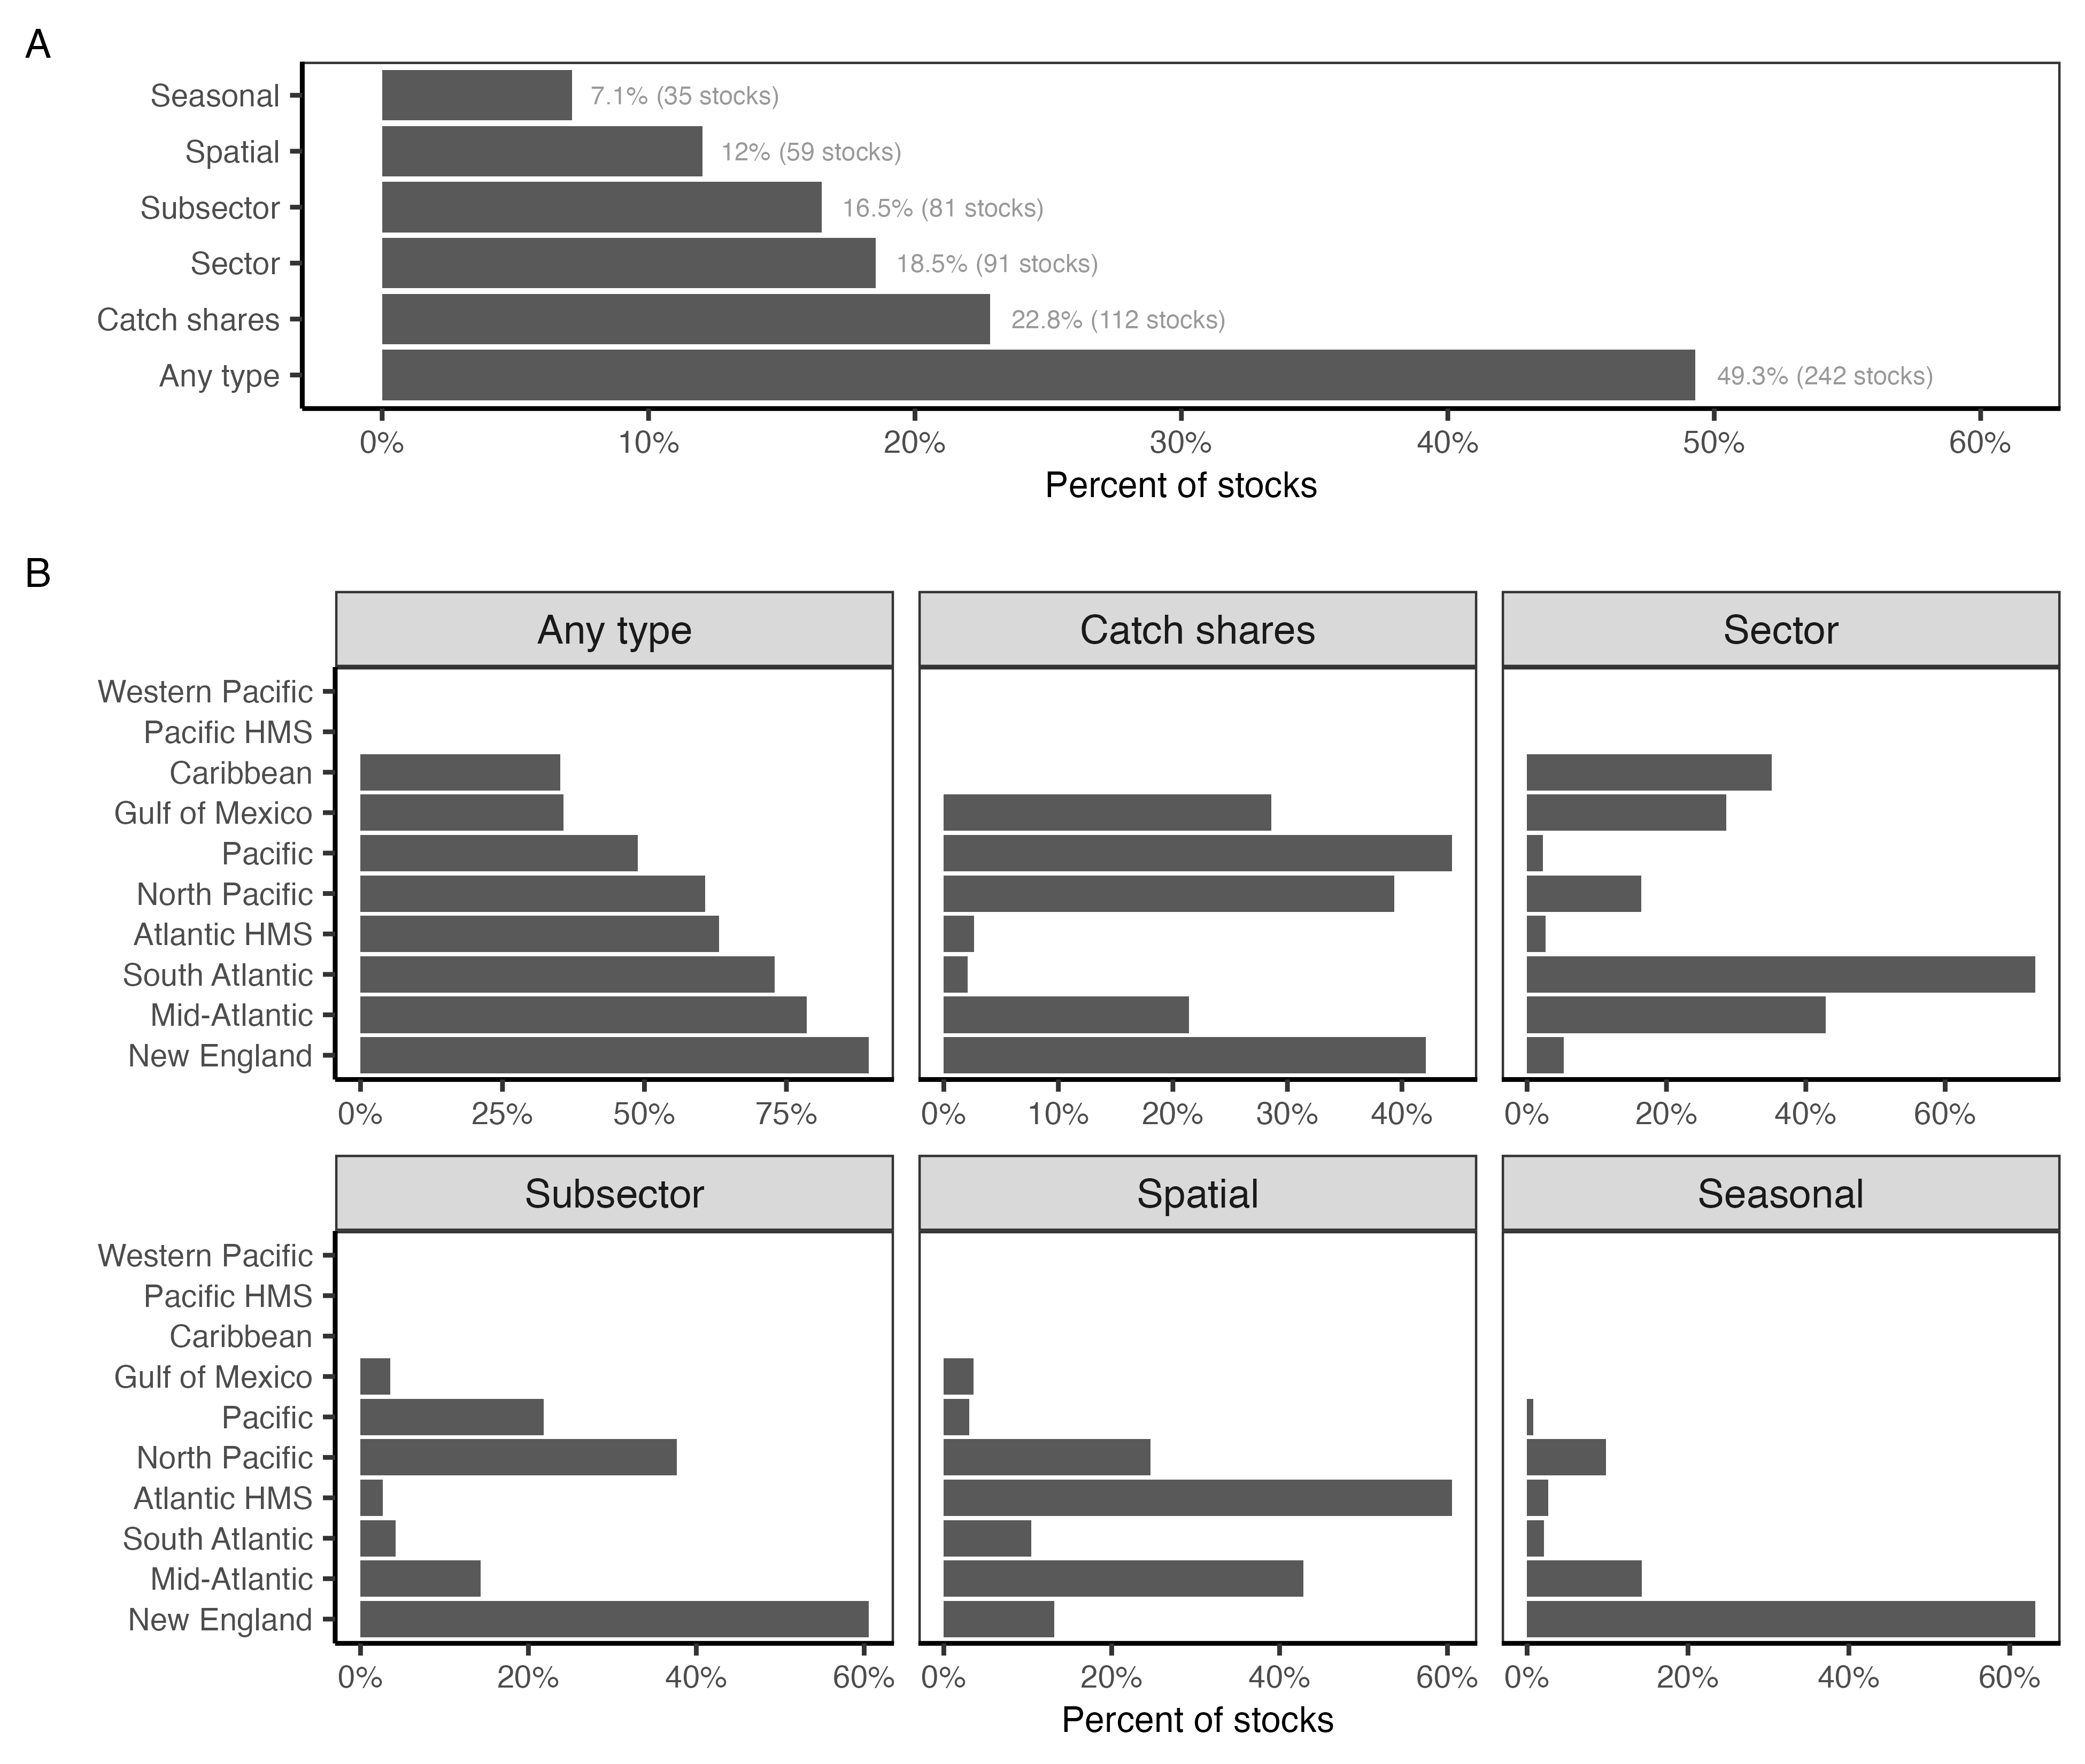 A
Seasonal
7.1% (35 stocks)
Spatial
12% (59 stocks)
Subsector
16.5% (81 stocks)
Sector
18.5% (91 stocks)
Catch shares
22.8% (112 stocks)
Any type
49.3% (242 stocks)
0% 10% 20% 30% 40% 50% 60%
Percent of stocks
B
Any type
Catch shares
Sector
Western Pacific
Pacific HMS
Caribbean
Gulf of Mexico
Pacific
North Pacific
Atlantic HMS
South Atlantic
Mid-Atlantic
New England
0% 25% 50% 75%
0% 10% 20% 30% 40%
0% 20% 40% 60%
Subsector
Spatial
Seasonal
Western Pacific
Pacific HMS
Caribbean
Gulf of Mexico
Pacific
North Pacific
Atlantic HMS
South Atlantic
Mid-Atlantic
New England
0% 20% 40% 60%
0% 20% 40% 60%
0% 20% 40% 60%
Percent of stocks